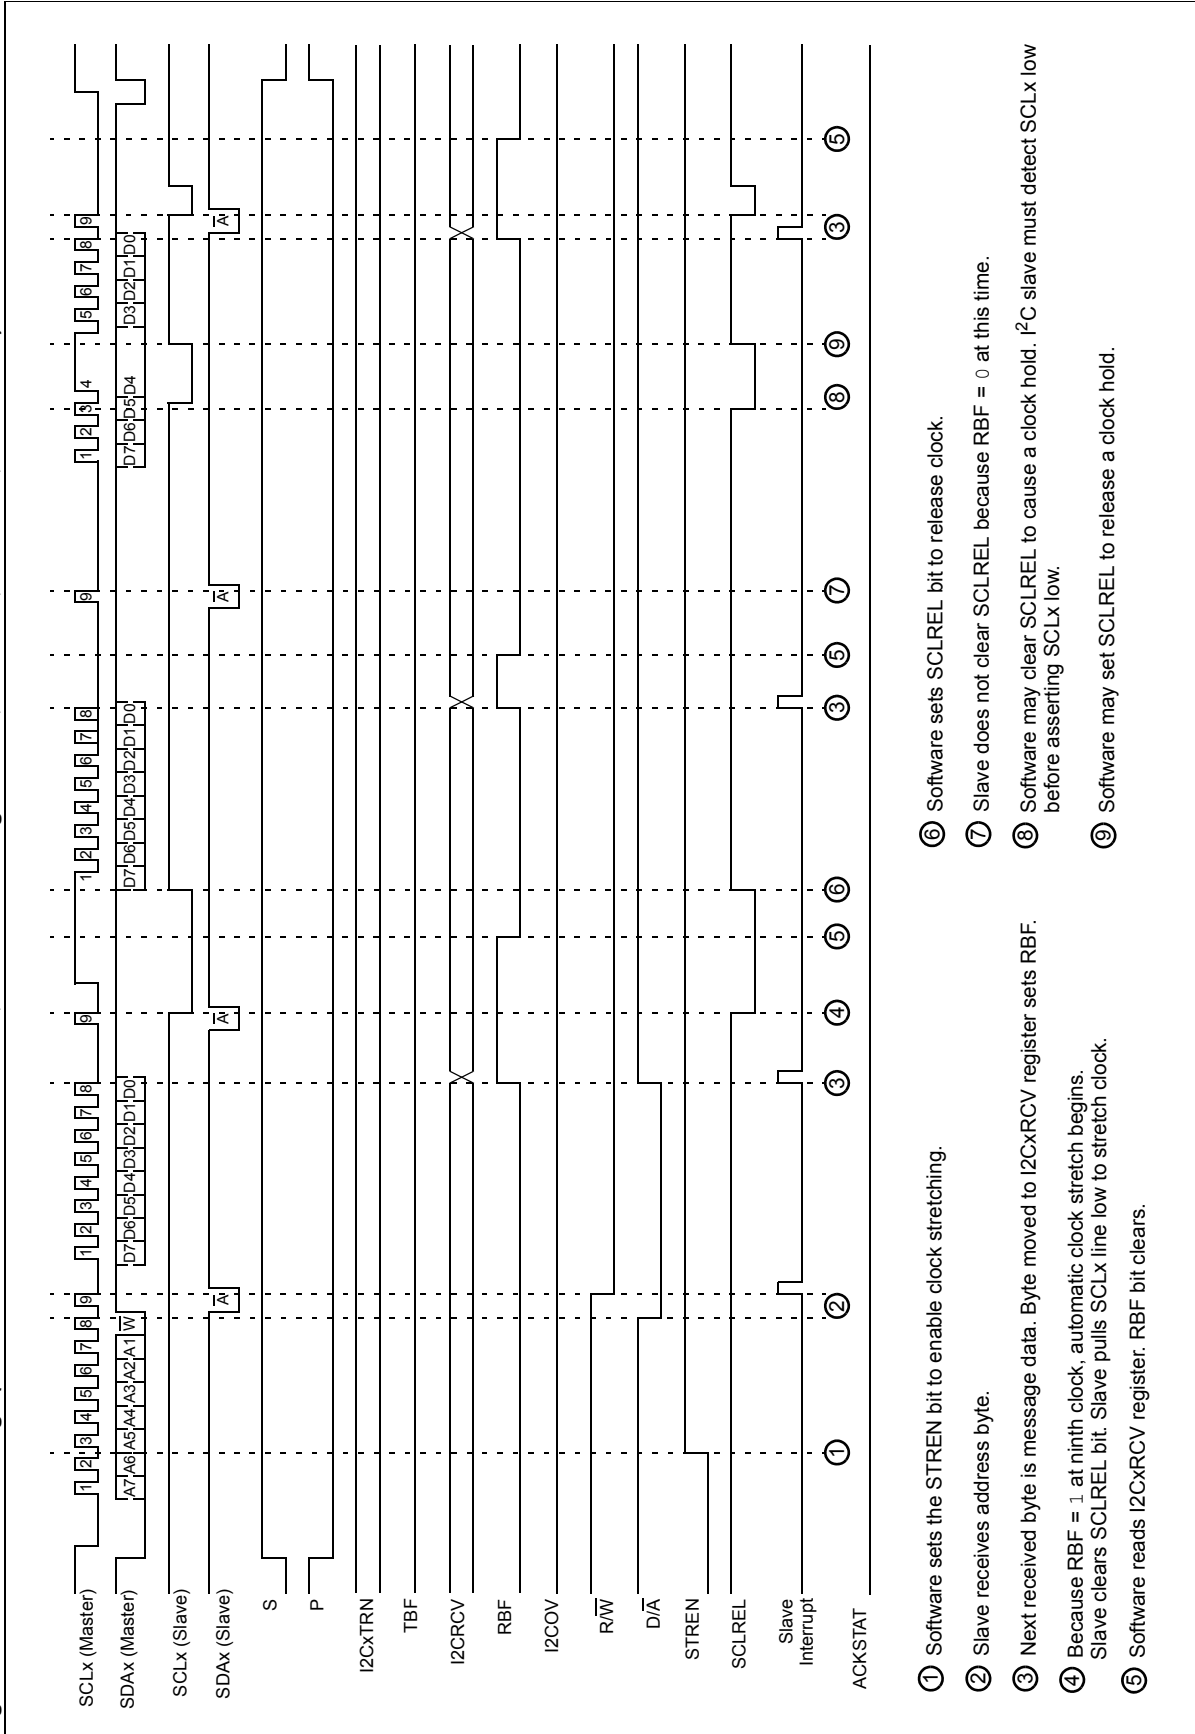 SCLx (Master)
1 2 3 4 5 6 7 8 9 1 2 3 4 5 6 7 8 9 1 2 3 4 5 6 7 8 9 1 2 3 4 5 6 7 8 9
SDAx (Master)
A7 A6 A5 A4 A3 A2 A1 W D7 D6 D5 D4 D3 D2 D1 D0 D7 D6 D5 D4 D3 D2 D1 D0 D7 D6 D5 D4 D3 D2 D1 D0
SCLx (Slave)
SDAx (Slave)
A A A A
S
P
I2CxTRN
TBF
I2CRCV
RBF
I2COV
R/W
D/A
STREN
SCLREL
Slave
Interrupt
ACKSTAT
1 2 3 4 5 6 3 5 7 8 9 3 5
1 Software sets the STREN bit to enable clock stretching.
2 Slave receives address byte.
3 Next received byte is message data. Byte moved to I2CxRCV register sets RBF.
4 Because RBF = 1 at ninth clock, automatic clock stretch begins.
Slave clears SCLREL bit. Slave pulls SCLx line low to stretch clock.
5 Software reads I2CxRCV register. RBF bit clears.
6 Software sets SCLREL bit to release clock.
7 Slave does not clear SCLREL because RBF = 0 at this time.
8 Software may clear SCLREL to cause a clock hold. I2C slave must detect SCLx low
before asserting SCLx low.
9 Software may set SCLREL to release a clock hold.